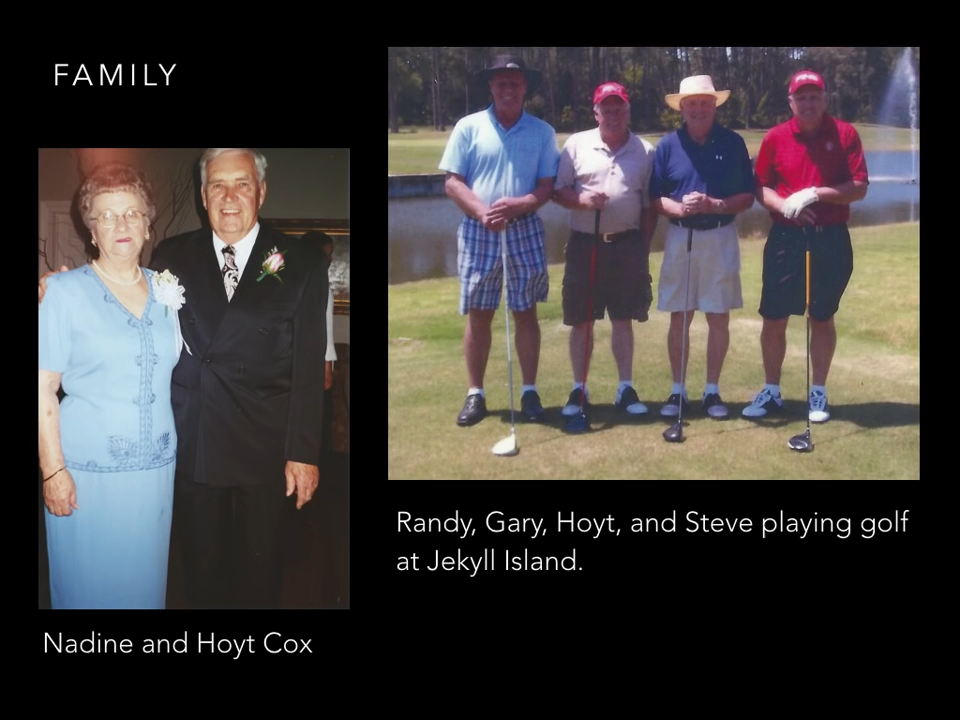 FAMILY
Randy, Gary, Hoyt, and Steve playing golf
at Jekyll Island.
Nadine and Hoyt Cox